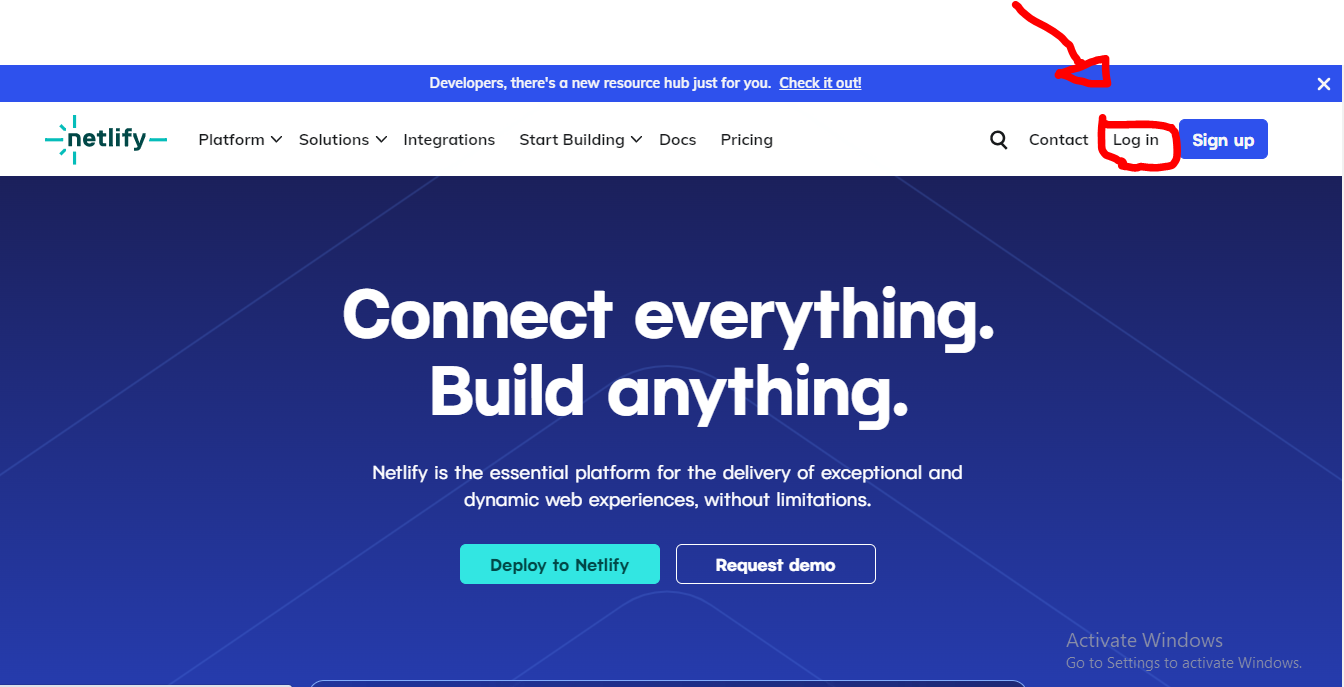 Developers, there's a new resource hub just for you. Check it out!
netlify Platform Solutions Integrations Start Building Docs Pricing Contact Log in Sign up
Connect everything.
Build anything.
Netlify is the essential platform for the delivery of exceptional and
dynamic web experiences, without limitations.
Deploy to Netlify Request demo
Activate Windows
Go to Settings to activate Windows.